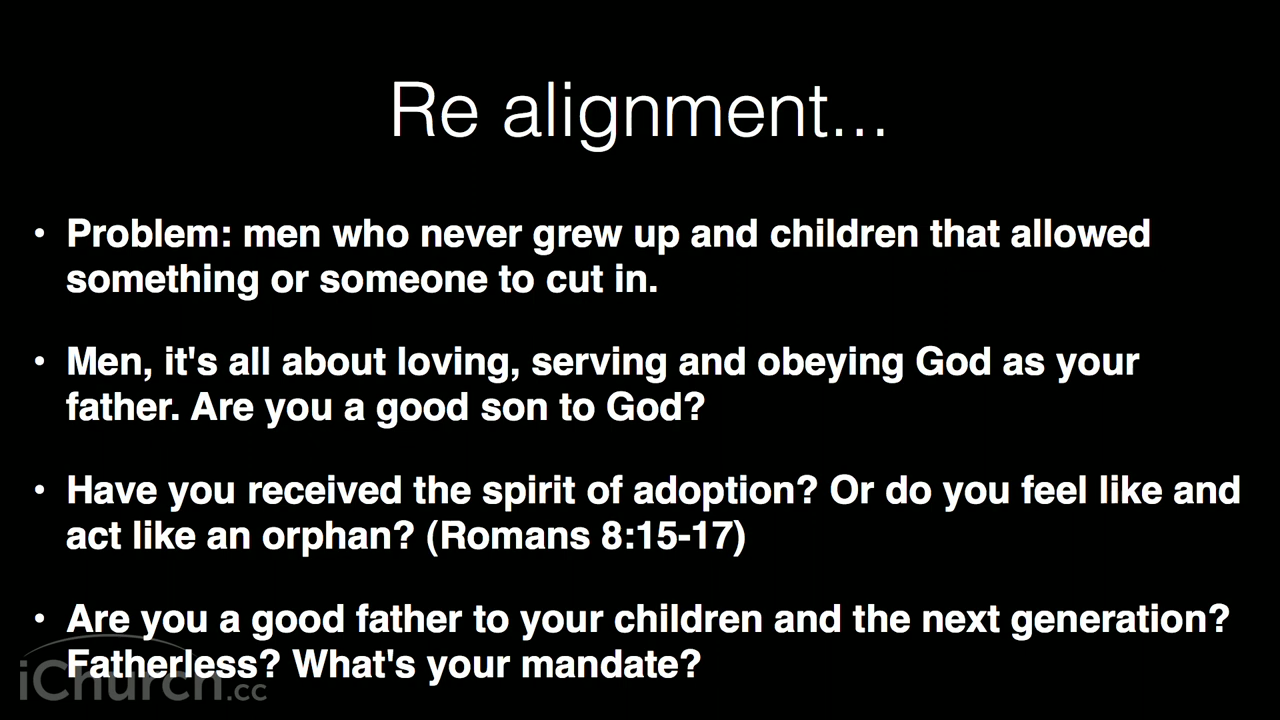 Re alignment...
• Problem: men who never grew up and children that allowed
something or someone to cut in.
• Men, it's all about loving, serving and obeying God as your
father. Are you a good son to God?
• Have you received the spirit of adoption? Or do you feel like and
act like an orphan? (Romans 8:15-17)
• Are you a good father to your children and the next generation?
Fatherless? What's your mandate?
iChurch.cc